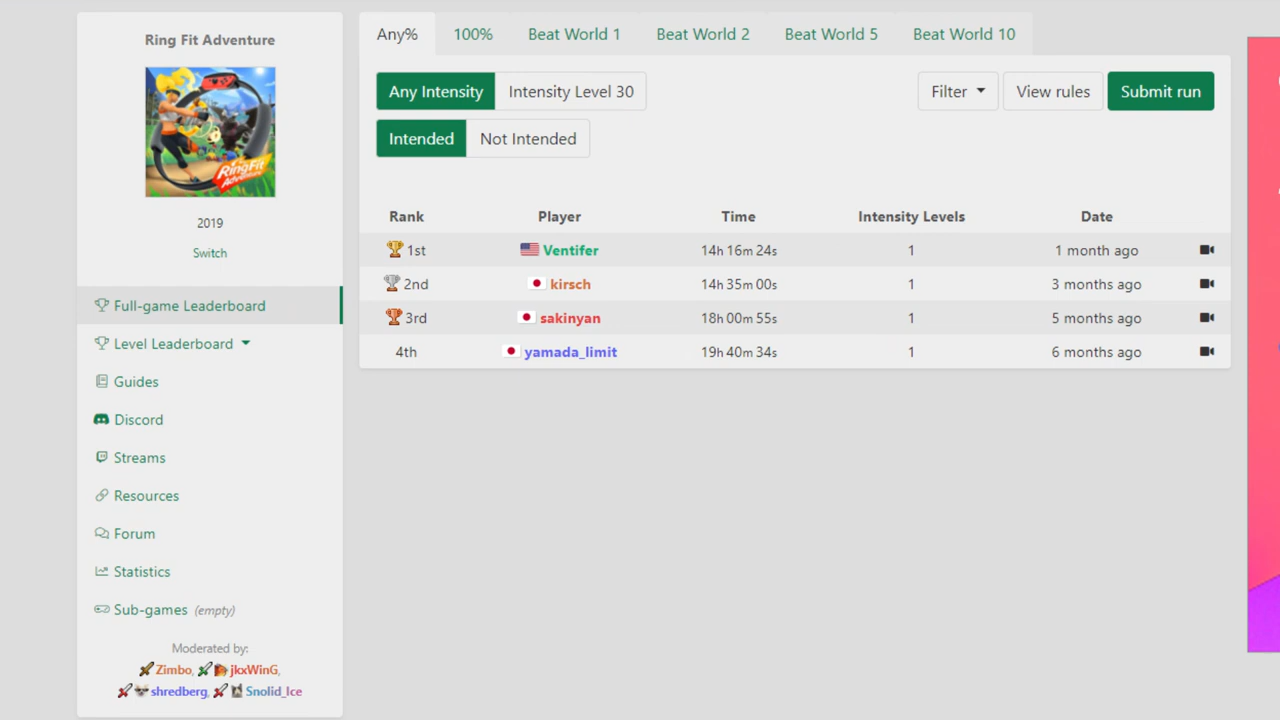 Ring Fit Adventure
RingFit
Adventure
2019
Switch
Full-game Leaderboard
Level Leaderboard
Guides
Discord
Streams
Resources
Forum
Statistics
Sub-games (empty)
Moderated by:
Zimbo, jkxWinG,
shredberg, Snolid_Ice
Any% 100% Beat World 1 Beat World 2 Beat World 5 Beat World 10
Any Intensity Intensity Level 30 Filter View rules Submit run
Intended Not Intended
Rank Player Time Intensity Levels Date
1st Ventifer 14h 16m 24s 1 1 month ago
2nd kirsch 14h 35m 00s 1 3 months ago
3rd sakinyan 18h 00m 55s 1 5 months ago
4th yamada_limit 19h 40m 34s 1 6 months ago